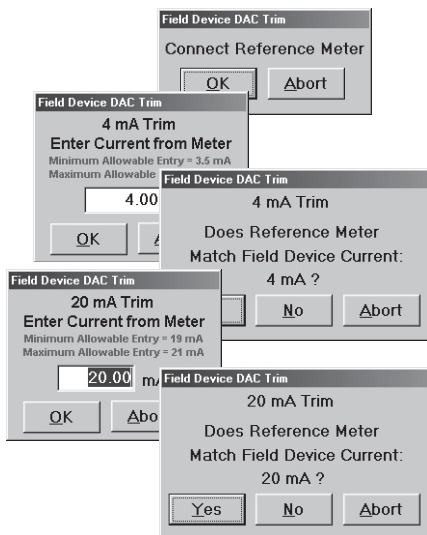 Field Device DAC Trim
Connect Reference Meter
OK Abort
Field Device DAC Trim
4 mA Trim
Enter Current from Meter
Minimum Allowable Entry = 3.5 mA
Maximum Allowable
4.00
OK
Field Device DAC Trim
4 mA Trim
Does Reference Meter
Match Field Device Current:
4 mA ?
No Abort
Field Device DAC Trim
20 mA Trim
Enter Current from Meter
Minimum Allowable Entry = 19 mA
Maximum Allowable Entry = 21 mA
20.00
OK Abo
Field Device DAC Trim
20 mA Trim
Does Reference Meter
Match Field Device Current:
20 mA ?
Yes No Abort